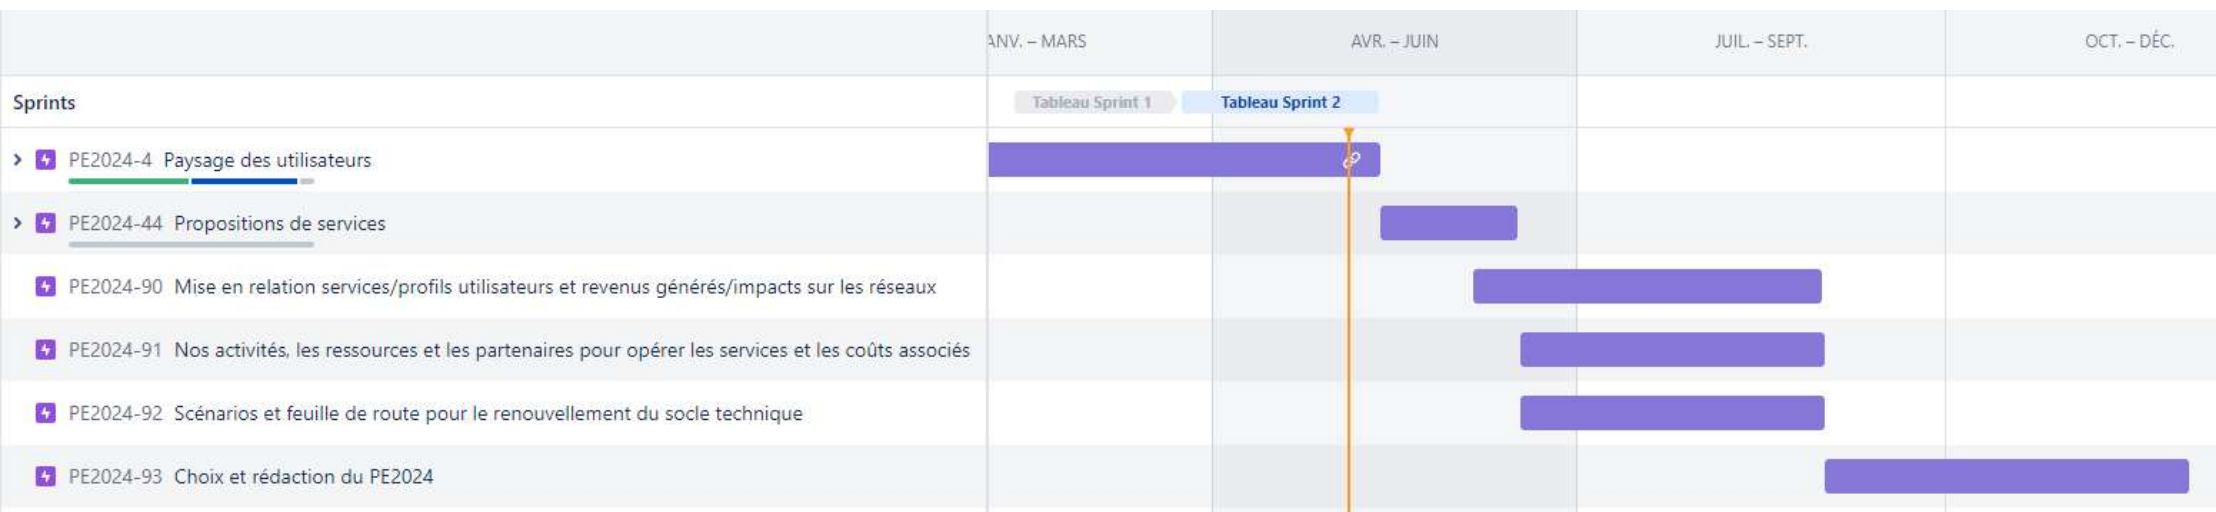 ANV. – MARS AVR. – JUIN JUIL. – SEPT. OCT. – DÉC.
Sprints Tableau Sprint 1 Tableau Sprint 2
PE2024-4 Paysage des utilisateurs
PE2024-44 Propositions de services
PE2024-90 Mise en relation services/profils utilisateurs et revenus générés/impacts sur les réseaux
PE2024-91 Nos activités, les ressources et les partenaires pour opérer les services et les coûts associés
PE2024-92 Scénarios et feuille de route pour le renouvellement du socle technique
PE2024-93 Choix et rédaction du PE2024